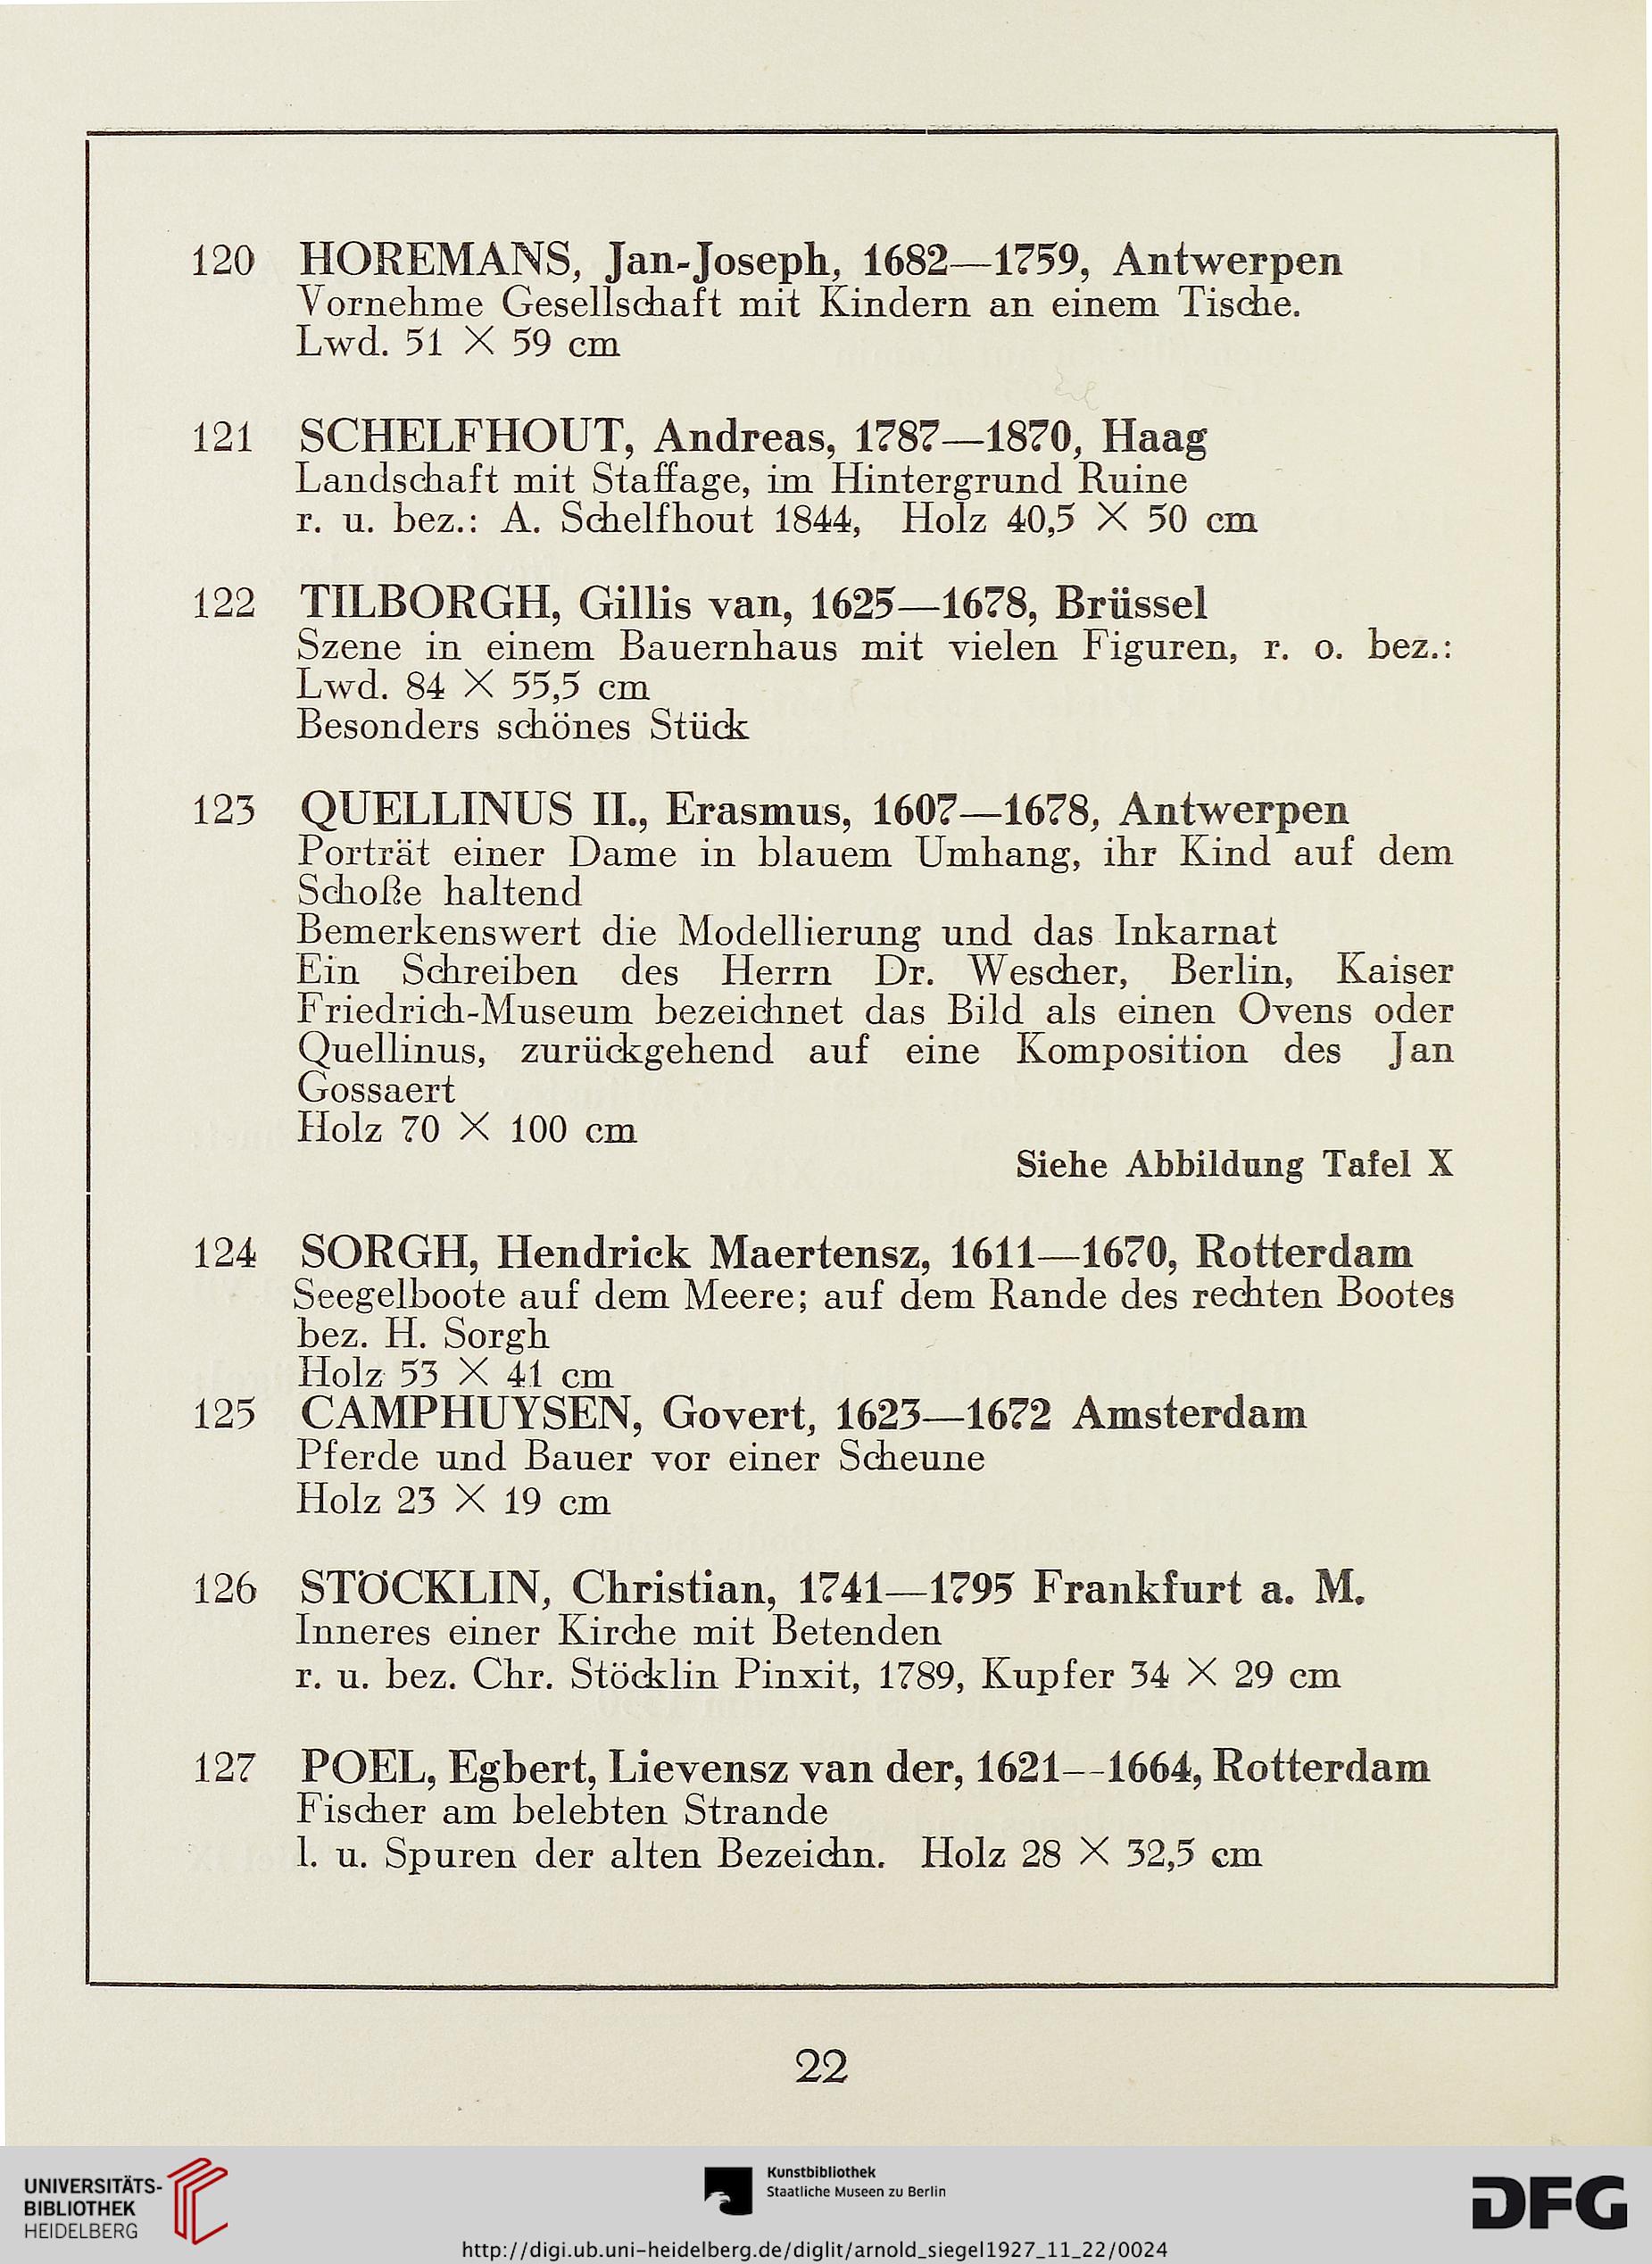 120 HOREMANS, Jan-Joseph, 1682—1759, Antwerpen
Vornehme Gesellschaft mit Kindern an einem Tische.
Lwd. 51 × 59 cm
121 SCHELFHOUT, Andreas, 1787—1870, Haag
Landschaft mit Staffage, im Hintergrund Ruine
r. u. bez.: A. Schelfhout 1844, Holz 40,5 × 50 cm
122 TILBORGH, Gillis van, 1625—1678, Brüssel
Szene in einem Bauernhaus mit vielen Figuren, r. o. bez.:
Lwd. 84 × 55,5 cm
Besonders schönes Stück
123 QUELLINUS II., Erasmus, 1607—1678, Antwerpen
Porträt einer Dame in blauem Umhang, ihr Kind auf dem
Schoße haltend
Bemerkenswert die Modellierung und das Inkarnat
Ein Schreiben des Herrn Dr. Wescher, Berlin, Kaiser
Friedrich-Museum bezeichnet das Bild als einen Ovens oder
Quellinus, zurückgehend auf eine Komposition des Jan
Gossaert
Holz 70 × 100 cm
Siehe Abbildung Tafel X
124 SORGH, Hendrick Maertensz, 1611—1670, Rotterdam
Seegelboote auf dem Meere; auf dem Rande des rechten Bootes
bez. H. Sorgh
Holz 53 × 41 cm
125 CAMPHUYSEN, Govert, 1623—1672 Amsterdam
Pferde und Bauer vor einer Scheune
Holz 23 × 19 cm
126 STÖCKLIN, Christian, 1741—1795 Frankfurt a. M.
Inneres einer Kirche mit Betenden
r. u. bez. Chr. Stöcklin Pinxit, 1789, Kupfer 34 × 29 cm
127 POEL, Egbert, Lievensz van der, 1621—1664, Rotterdam
Fischer am belebten Strande
l. u. Spuren der alten Bezeichn. Holz 28 × 32,5 cm
22
UNIVERSITÄTS-
BIBLIOTHEK
HEIDELBERG
Kunstbibliothek
Staatliche Museen zu Berlin
DFG
http://digi.ub.uni-heidelberg.de/diglit/arnold_siegel1927_11_22/0024